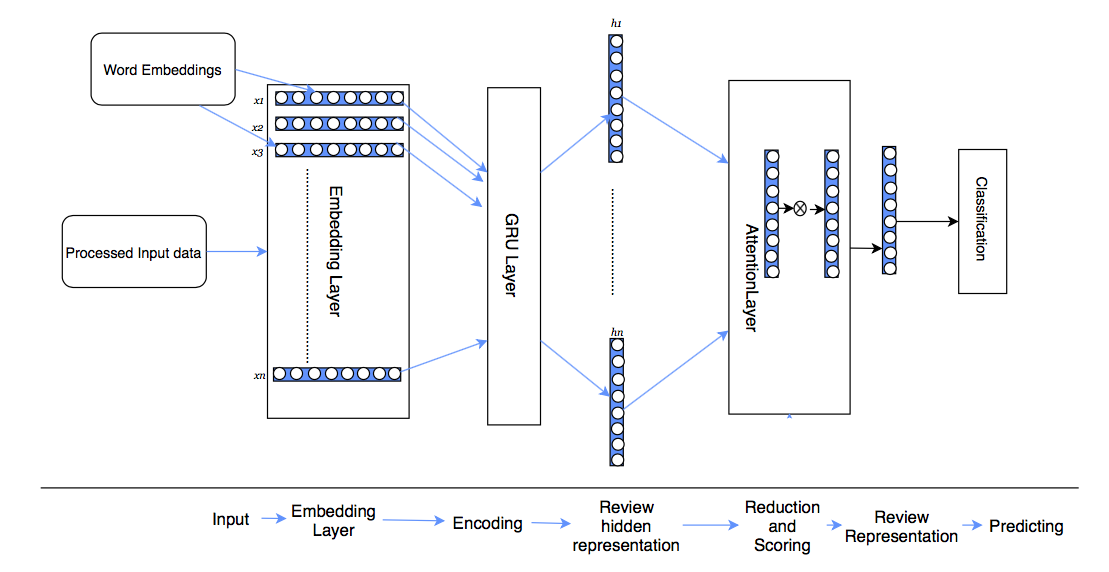 h1
Word Embeddings
x1
x2
x3
Embedding Layer
GRU Layer
Processed Input data
AttentionLayer
Classification
hn
xn
Input
Embedding
Layer
Encoding
Review
hidden
representation
Reduction
and
Scoring
Review
Representation
Predicting